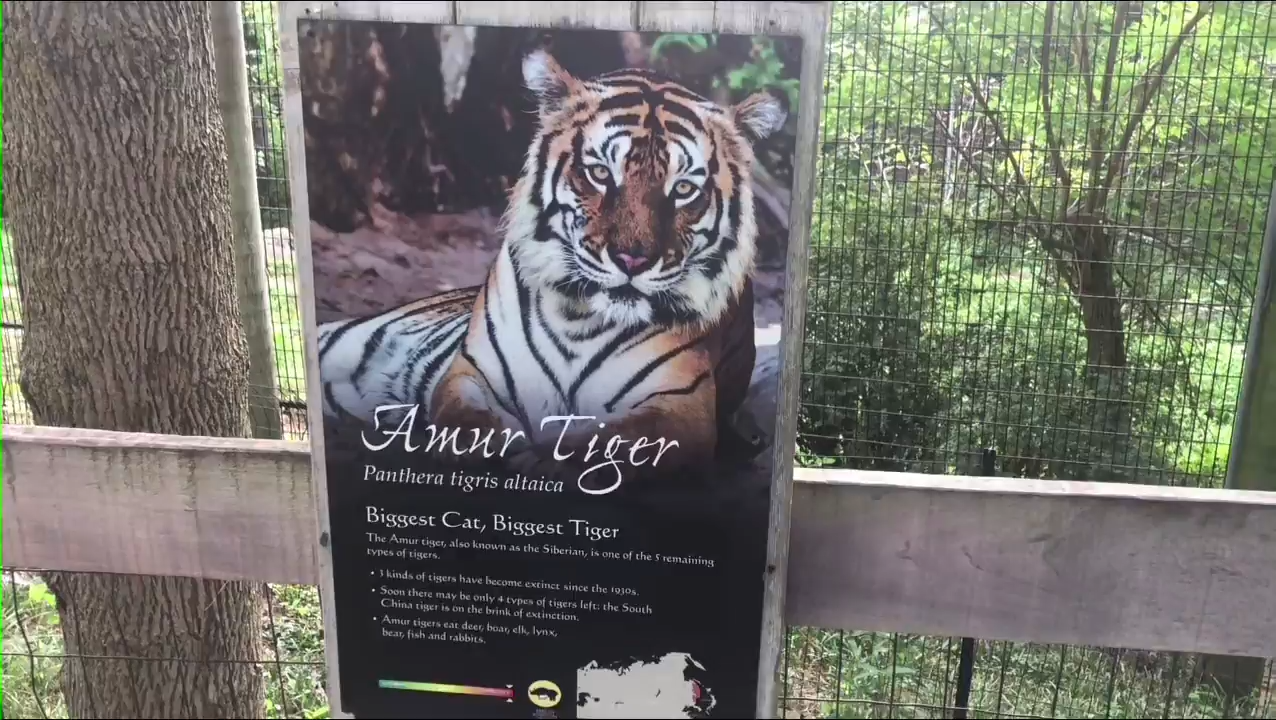 Amur Tiger
Panthera tigris altaica
Biggest Cat, Biggest Tiger
The Amur tiger, also known as the Siberian, is one of the 5 remaining
types of tigers.
• 3 kinds of tigers have become extinct since the 1930s.
• Soon there may be only 4 types of tigers left: the South
China tiger is on the brink of extinction.
• Amur tigers eat deer, boar, elk, lynx,
bear, fish and rabbits.